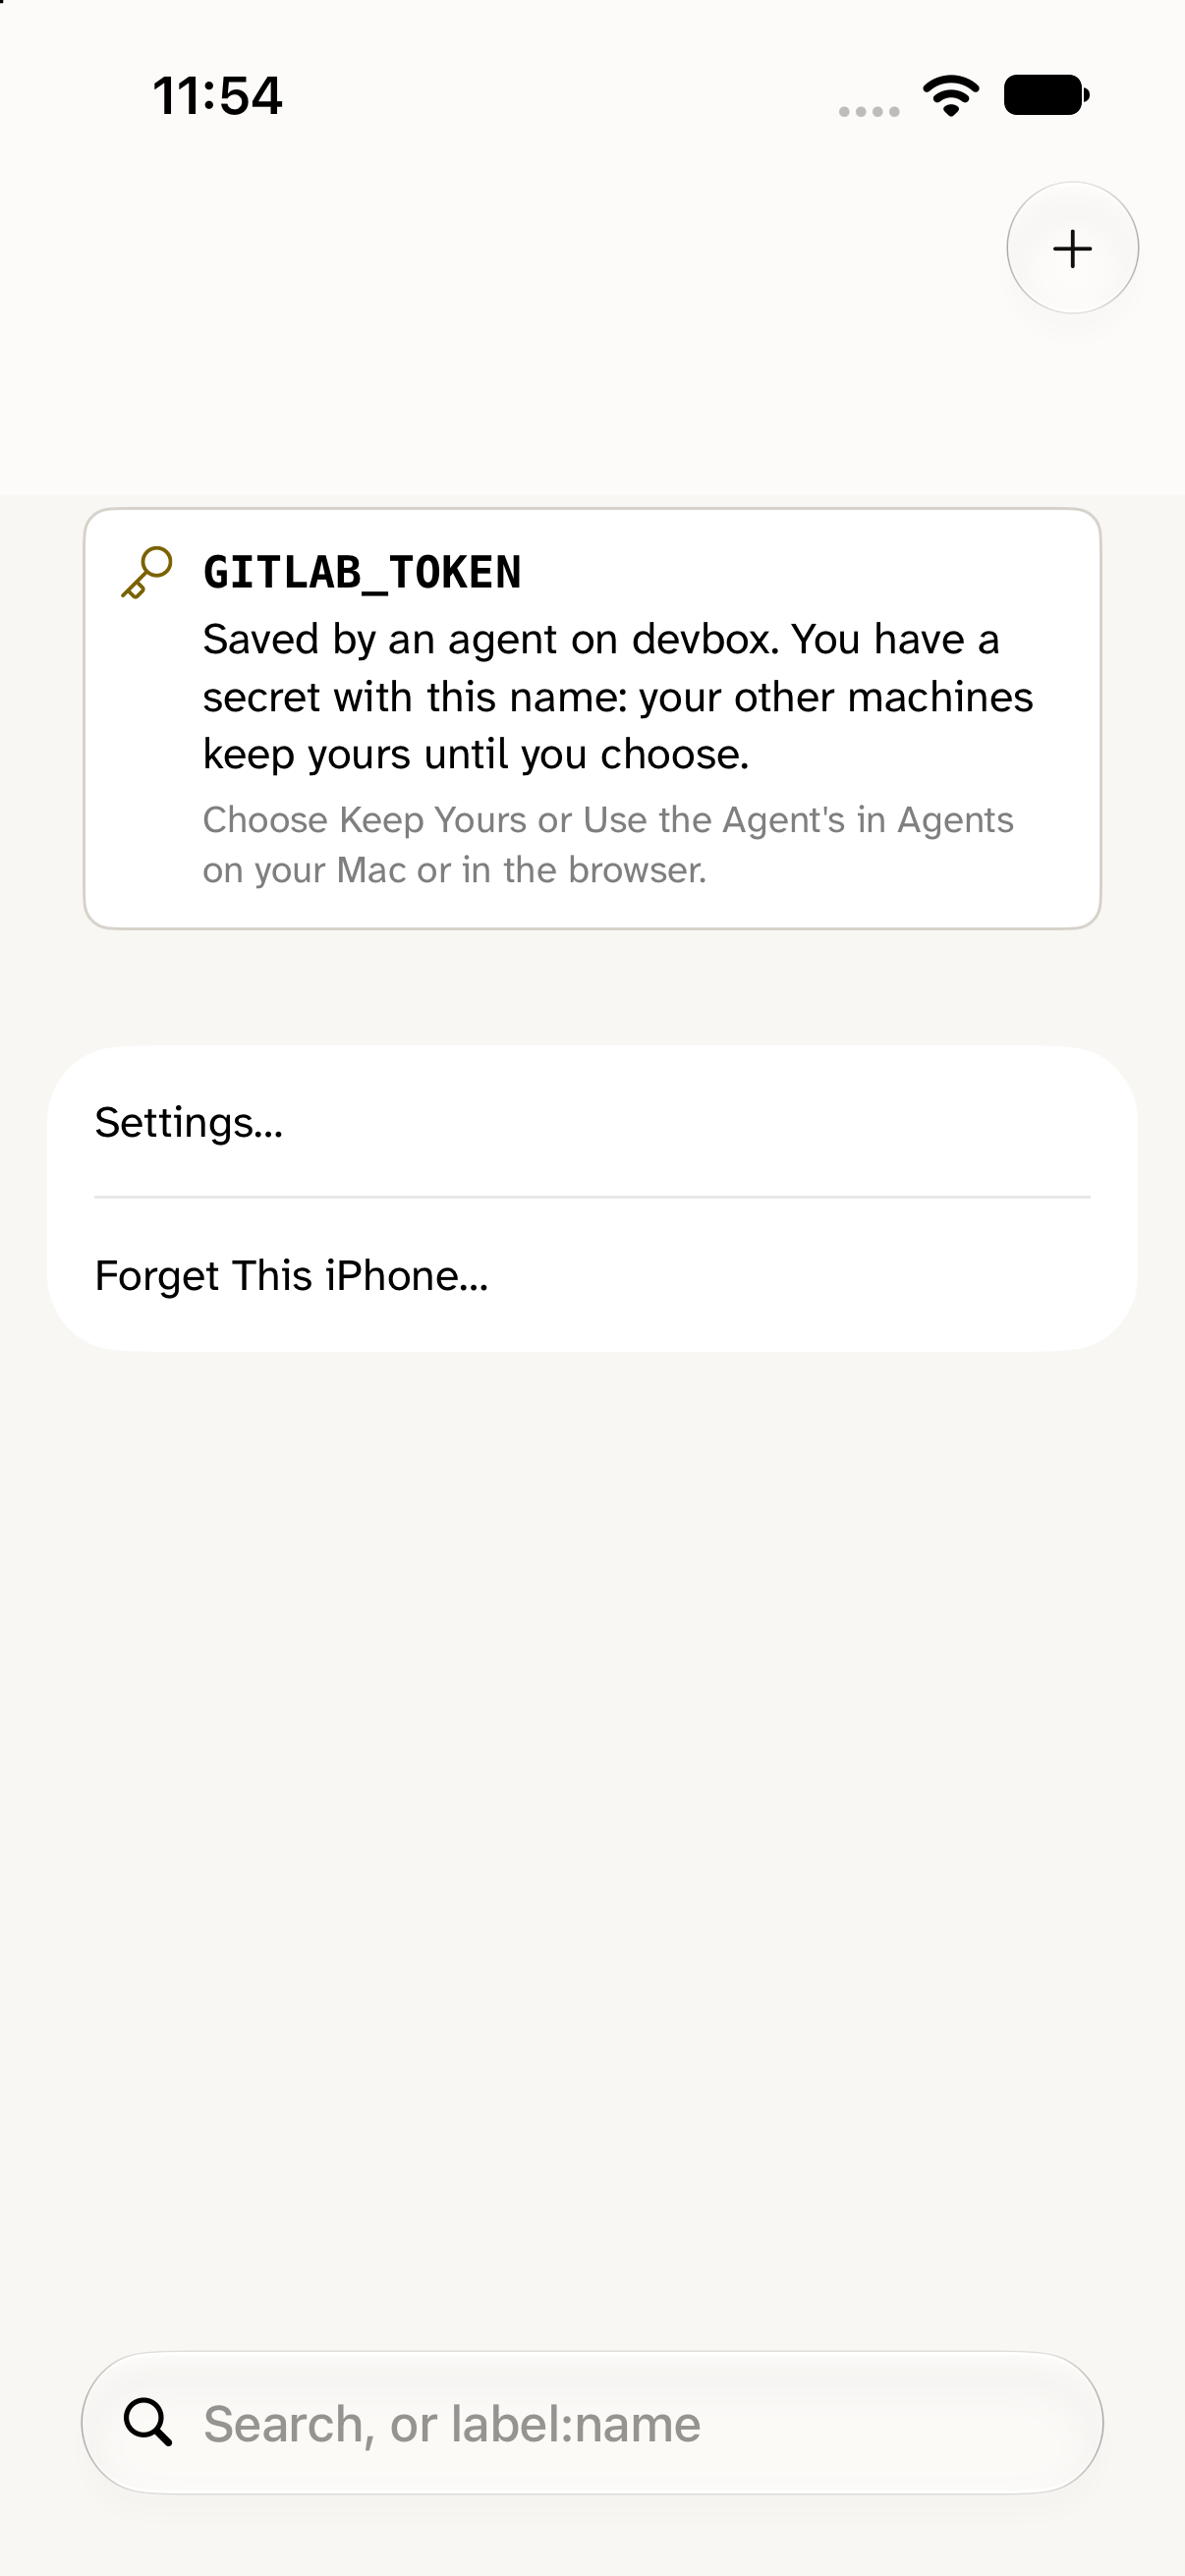 11:54
GITLAB_TOKEN
Saved by an agent on devbox. You have a
secret with this name: your other machines
keep yours until you choose.
Choose Keep Yours or Use the Agent's in Agents
on your Mac or in the browser.
Settings...
Forget This iPhone...
Search, or label:name